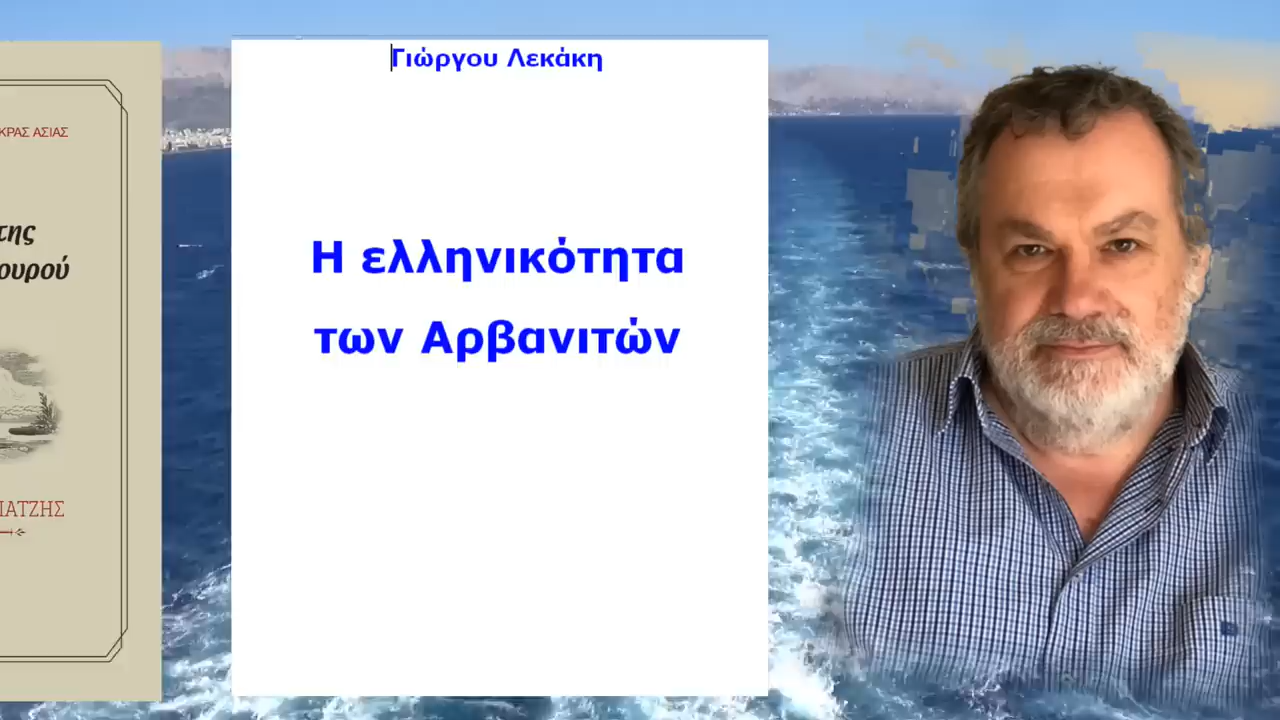 ΚΡΑΣ ΑΣΙΑΣ
της
ουρού
ΙΑΤΖΗΣ
Γιώργου Λεκάκη
Η ελληνικότητα
των Αρβανιτών